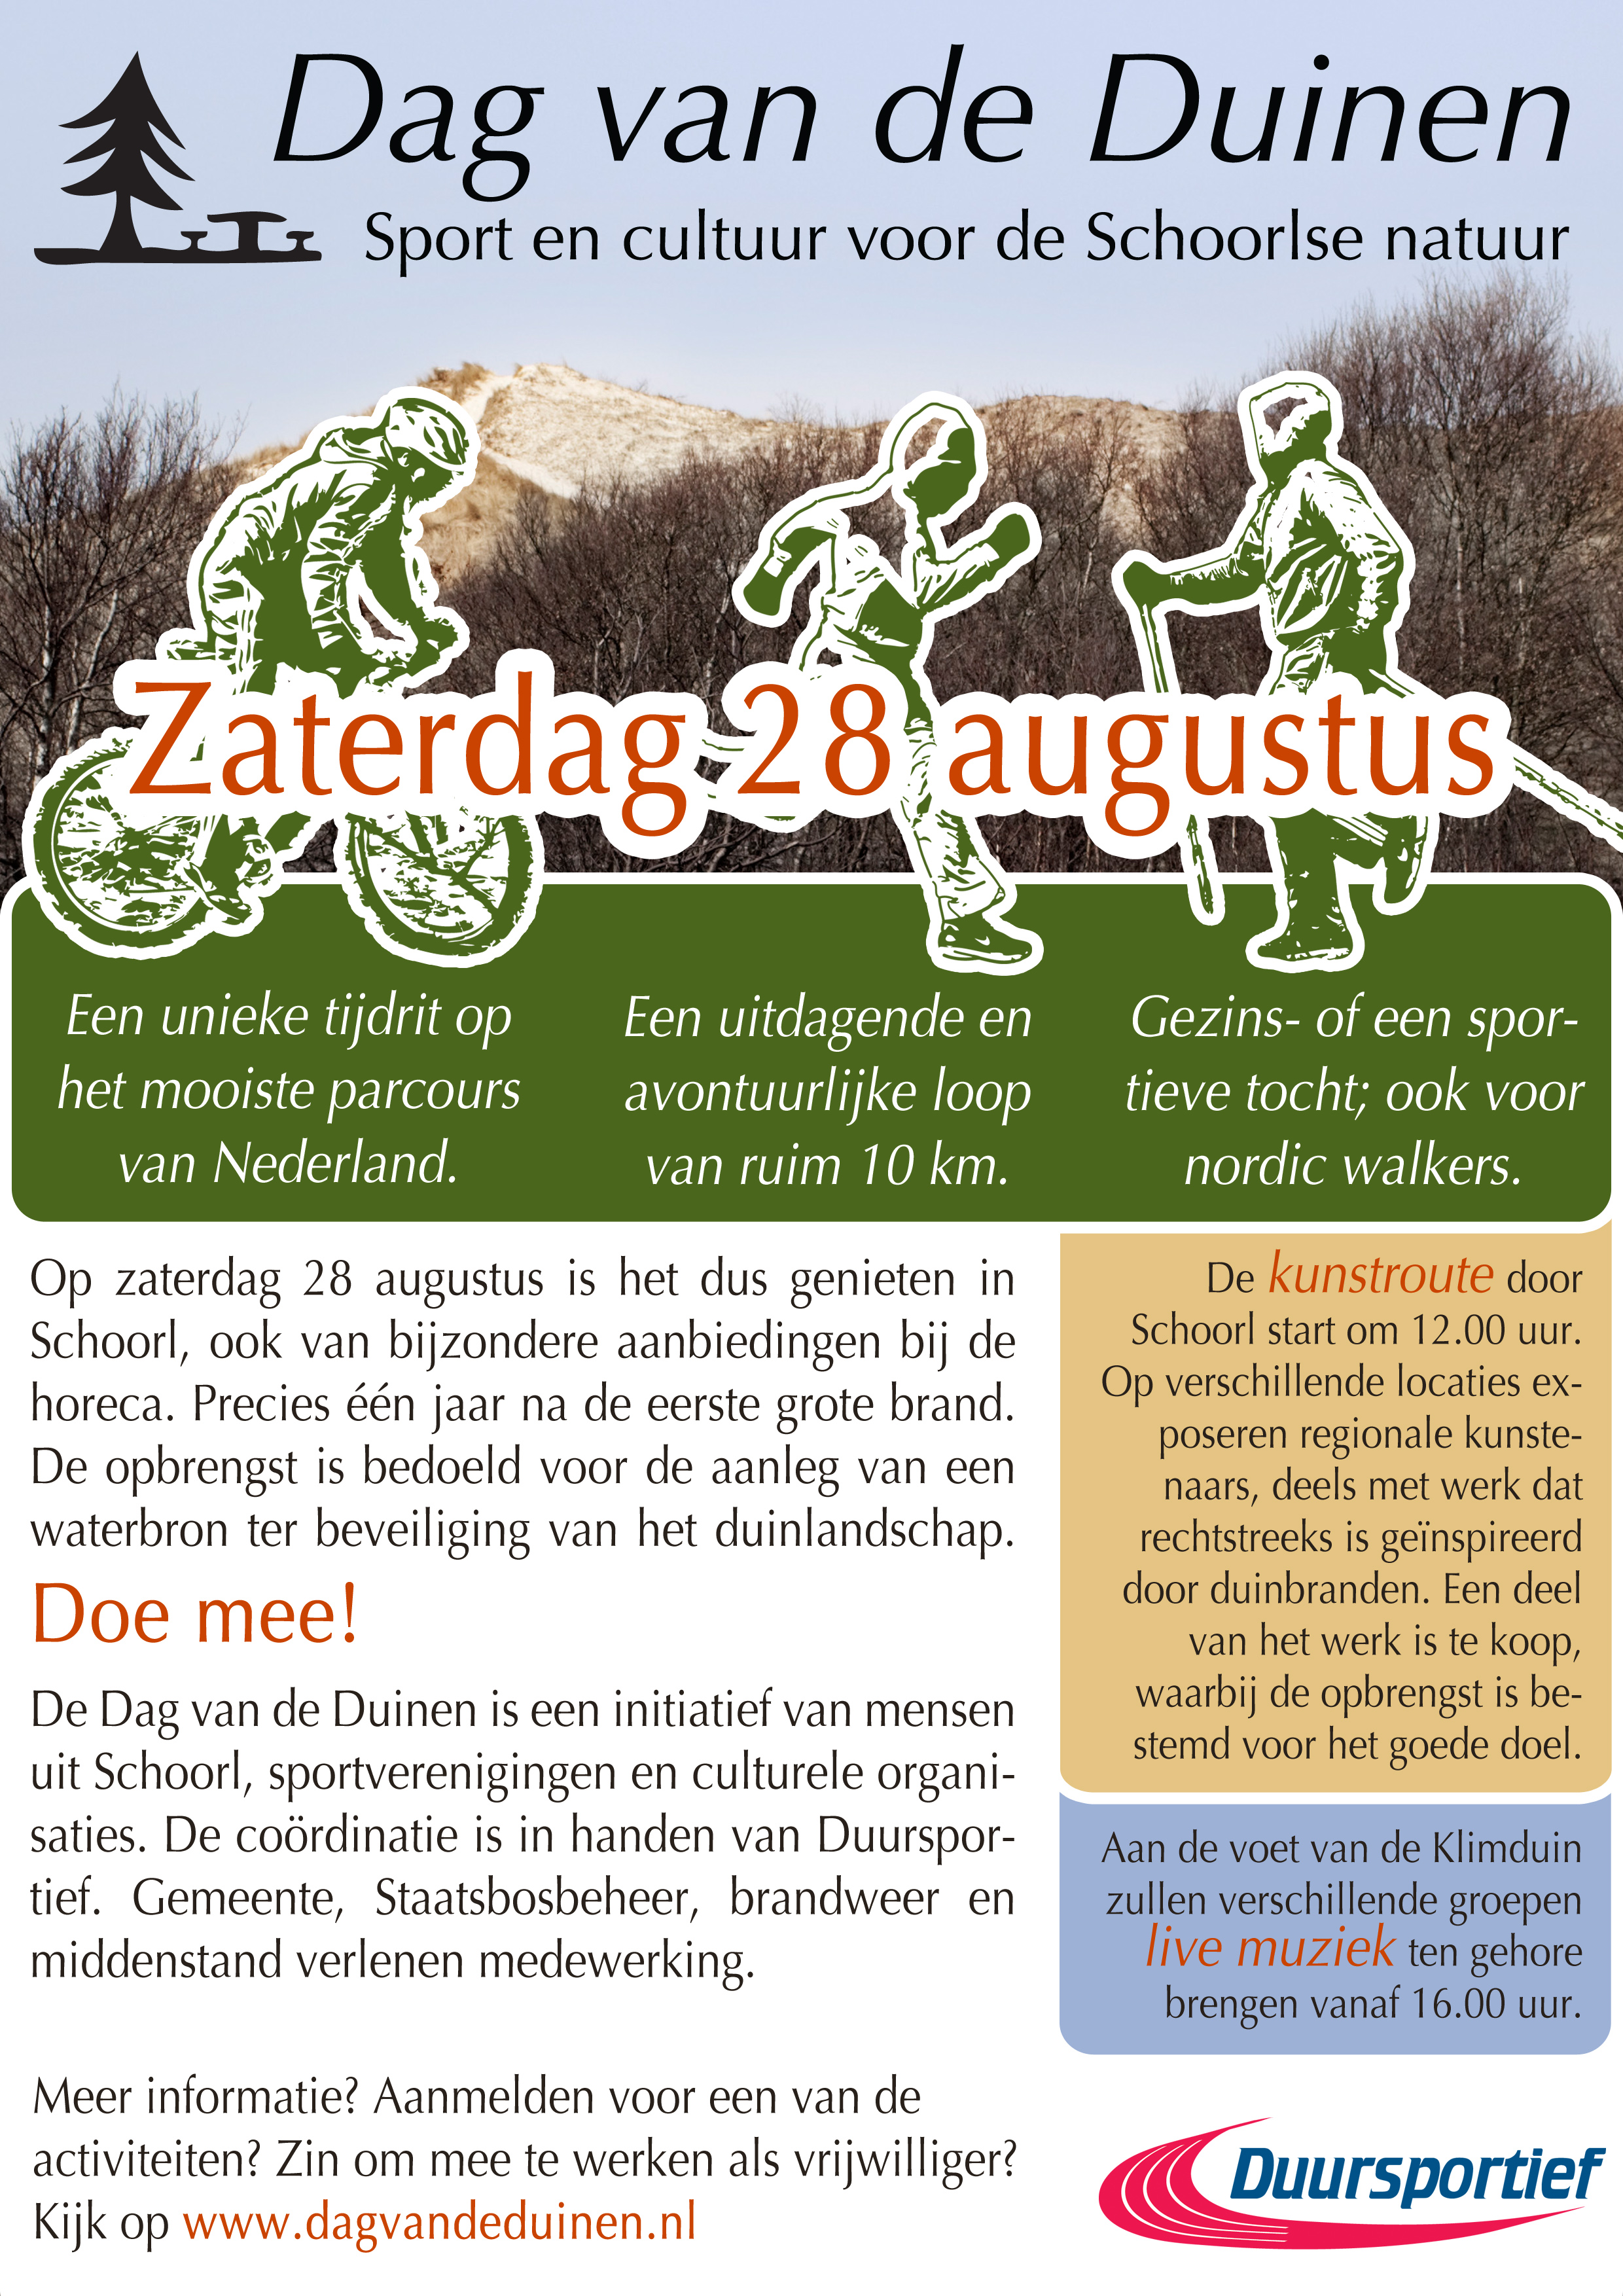 Dag van de Duinen
Sport en cultuur voor de Schoorlse natuur
Zaterdag 28 augustus
Een unieke tijdrit op
het mooiste parcours
van Nederland.
Een uitdagende en
avontuurlijke loop
van ruim 10 km.
Gezins- of een spor-
tieve tocht; ook voor
nordic walkers.
Op zaterdag 28 augustus is het dus genieten in
Schoorl, ook van bijzondere aanbiedingen bij de
horeca. Precies één jaar na de eerste grote brand.
De opbrengst is bedoeld voor de aanleg van een
waterbron ter beveiliging van het duinlandschap.
Doe mee!
De Dag van de Duinen is een initiatief van mensen
uit Schoorl, sportverenigingen en culturele organi-
saties. De coördinatie is in handen van Duurspor-
tief. Gemeente, Staatsbosbeheer, brandweer en
middenstand verlenen medewerking.
Meer informatie? Aanmelden voor een van de
activiteiten? Zin om mee te werken als vrijwilliger?
Kijk op www.dagvandeduinen.nl
De kunstroute door
Schoorl start om 12.00 uur.
Op verschillende locaties ex-
poseren regionale kunste-
naars, deels met werk dat
rechtstreeks is geïnspireerd
door duinbranden. Een deel
van het werk is te koop,
waarbij de opbrengst is be-
stemd voor het goede doel.
Aan de voet van de Klimduin
zullen verschillende groepen
live muziek ten gehore
brengen vanaf 16.00 uur.
Duursportief